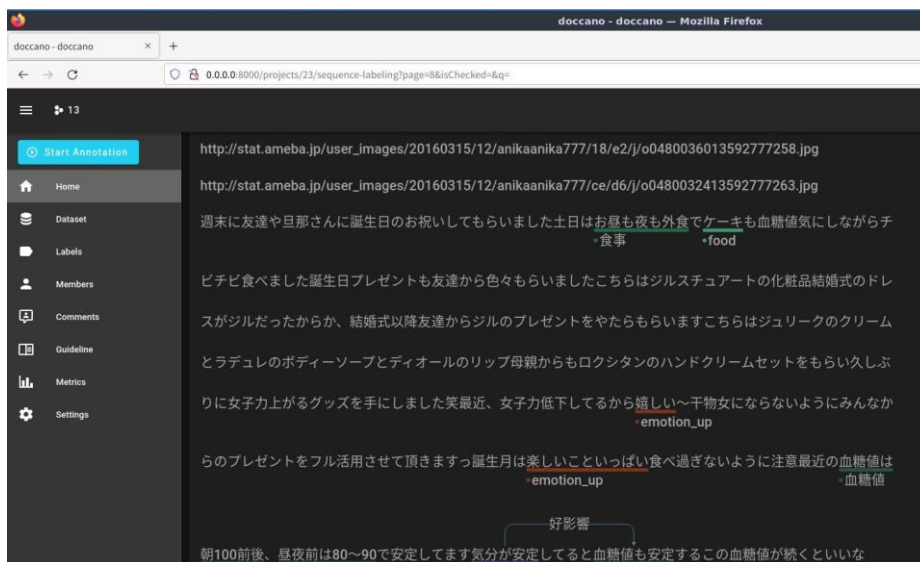 doccano - doccano — Mozilla Firefox
doccano - doccano × +
0.0.0.0:8000/projects/23/sequence-labeling?page=8&isChecked=&q=
13
Start Annotation
Home
Dataset
Labels
Members
Comments
Guideline
Metrics
Settings
http://stat.ameba.jp/user_images/20160315/12/anikaanika777/18/e2/j/o0480036013592777258.jpg
http://stat.ameba.jp/user_images/20160315/12/anikaanika777/ce/d6/j/o0480032413592777263.jpg
週末に友達や旦那さんに誕生日のお祝いしてもらいました土日はお昼も夜も外食でケーキも血糖値気にしながらチ
•食事 •food
ビチビ食べました誕生日プレゼントも友達から色々もらいましたこちらはジルスチュアートの化粧品結婚式のドレ
スがジルだったからか、結婚式以降友達からジルのプレゼントをやたらもらいますこちらはジュリークのクリーム
とラデュレのボディーソープとディオールのリップ母親からもロクシタンのハンドクリームセットをもらい久しぶ
りに女子力上がるグッズを手にしました笑最近、女子力低下してるから嬉しい〜干物女にならないようにみんなか
•emotion_up
らのプレゼントをフル活用させて頂きますっ誕生月は楽しいこといっぱい食べ過ぎないように注意最近の血糖値は
•emotion_up •血糖値
好影響
朝100前後、昼夜前は80〜90で安定してます気分が安定してると血糖値も安定するこの血糖値が続くといいな